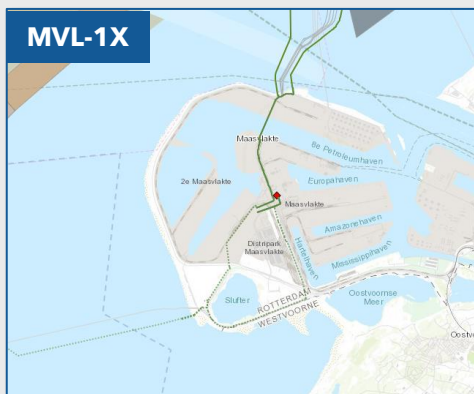 MVL-1X
Maasvlakte
8e Petroleumhaven
2e Maasvlakte
Europahaven
Maasvlakte
Amazonehaven
Distripark
Maasvlakte
Hartelhaven
Mississippihaven
Slufter
ROTTERDAM
WESTVOORNE
Oostvoornse
Meer
Oostvo